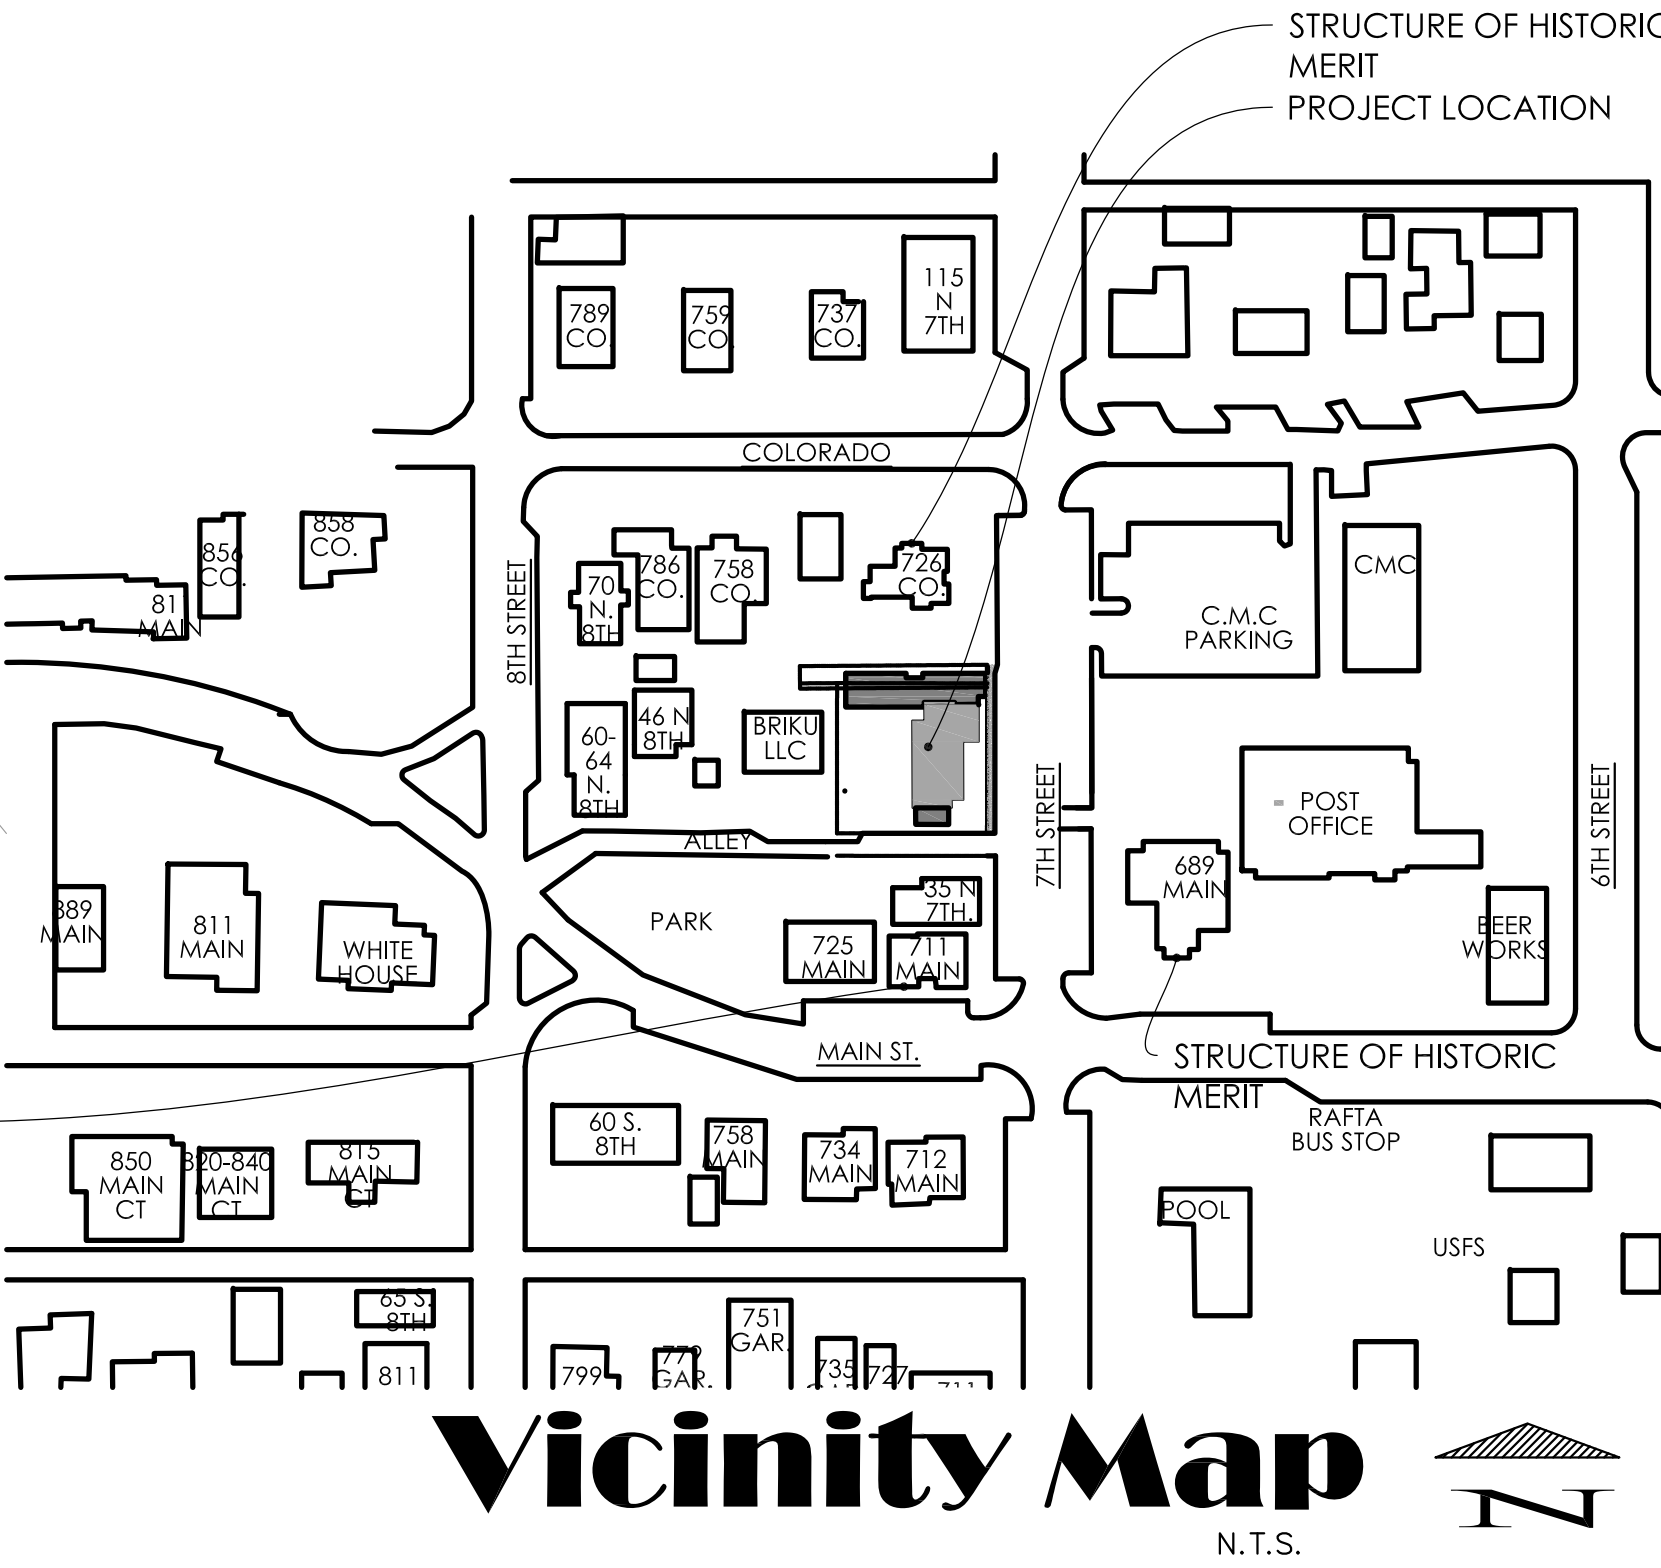 STRUCTURE OF HISTORIC
MERIT
PROJECT LOCATION
115
N
7TH
789
CO.
759
CO.
737
CO.
COLORADO
858
CO.
856
CO.
81
MAIN
8TH STREET
70
N.
8TH
786
CO.
758
CO.
726
CO.
CMC
C.M.C
PARKING
60-
64
N.
8TH
46 N
8TH
BRIKU
LLC
ALLEY
7TH STREET
POST
OFFICE
6TH STREET
689
MAIN
BEER
WORKS
889
MAIN
811
MAIN
WHITE
HOUSE
PARK
35 N
7TH.
725
MAIN
711
MAIN
MAIN ST.
STRUCTURE OF HISTORIC
MERIT
RAFTA
BUS STOP
850
MAIN
CT
820-840
MAIN
CT
815
MAIN
CT
60 S.
8TH
758
MAIN
734
MAIN
712
MAIN
POOL
USFS
65 S.
8TH
811
799
GAR.
751
GAR.
735
727
711
Vicinity Map
N
N.T.S.